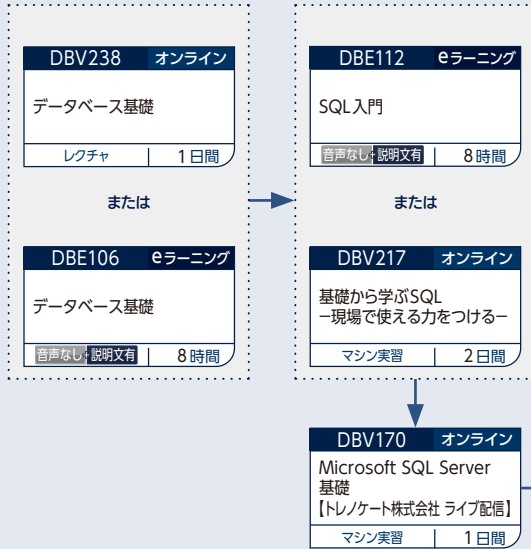 DBV238 オンライン
データベース基礎
レクチャ 1日間
または
DBE106 eラーニング
データベース基礎
音声なし+説明文有 8時間
DBE112 eラーニング
SQL入門
音声なし+説明文有 8時間
または
DBV217 オンライン
基礎から学ぶSQL
－現場で使える力をつける－
マシン実習 2日間
DBV170 オンライン
Microsoft SQL Server
基礎
【トレノケート株式会社 ライブ配信】
マシン実習 1日間